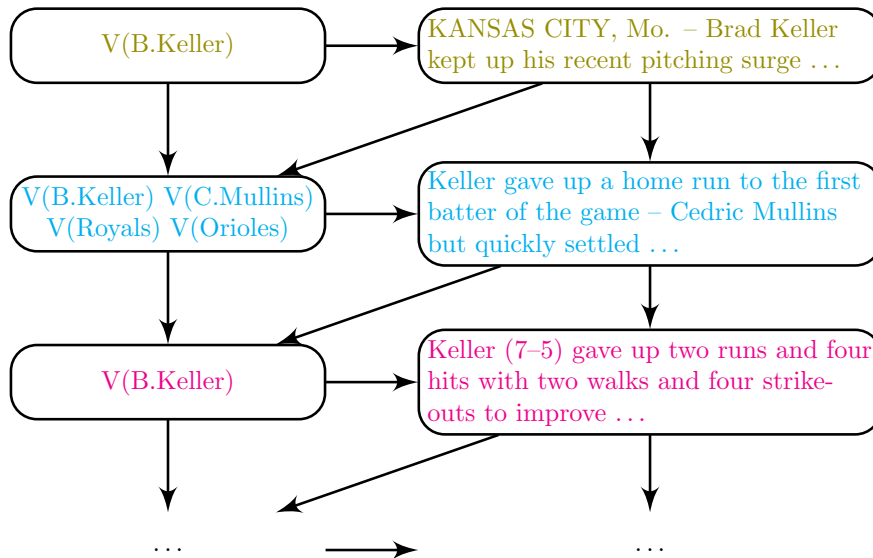 V(B.Keller)
KANSAS CITY, Mo. – Brad Keller
kept up his recent pitching surge …
V(B.Keller) V(C.Mullins)
V(Royals) V(Orioles)
Keller gave up a home run to the first
batter of the game – Cedric Mullins
but quickly settled …
V(B.Keller)
Keller (7–5) gave up two runs and four
hits with two walks and four strike-
outs to improve …
…
…